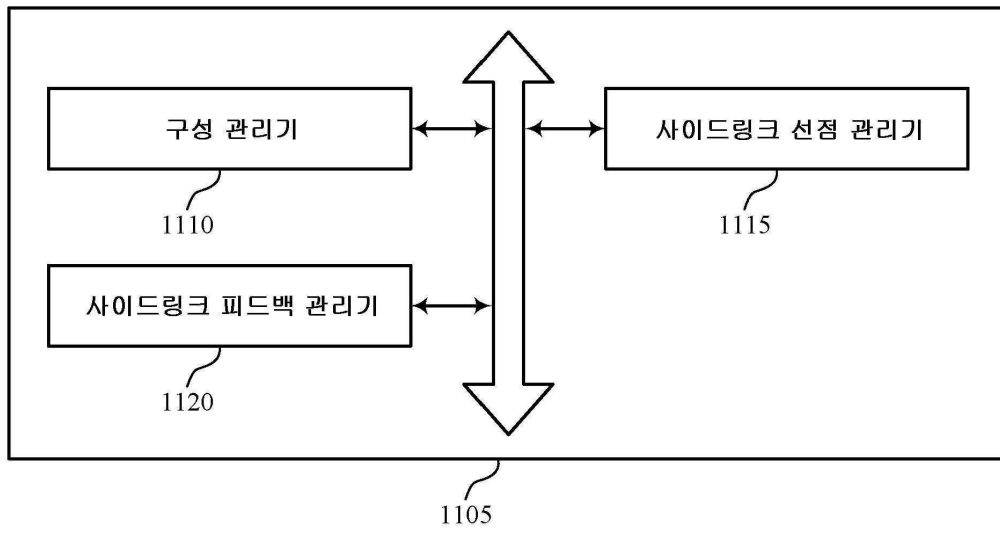 구성 관리기
사이드링크 선점 관리기
1110
1115
사이드링크 피드백 관리기
1120
1105